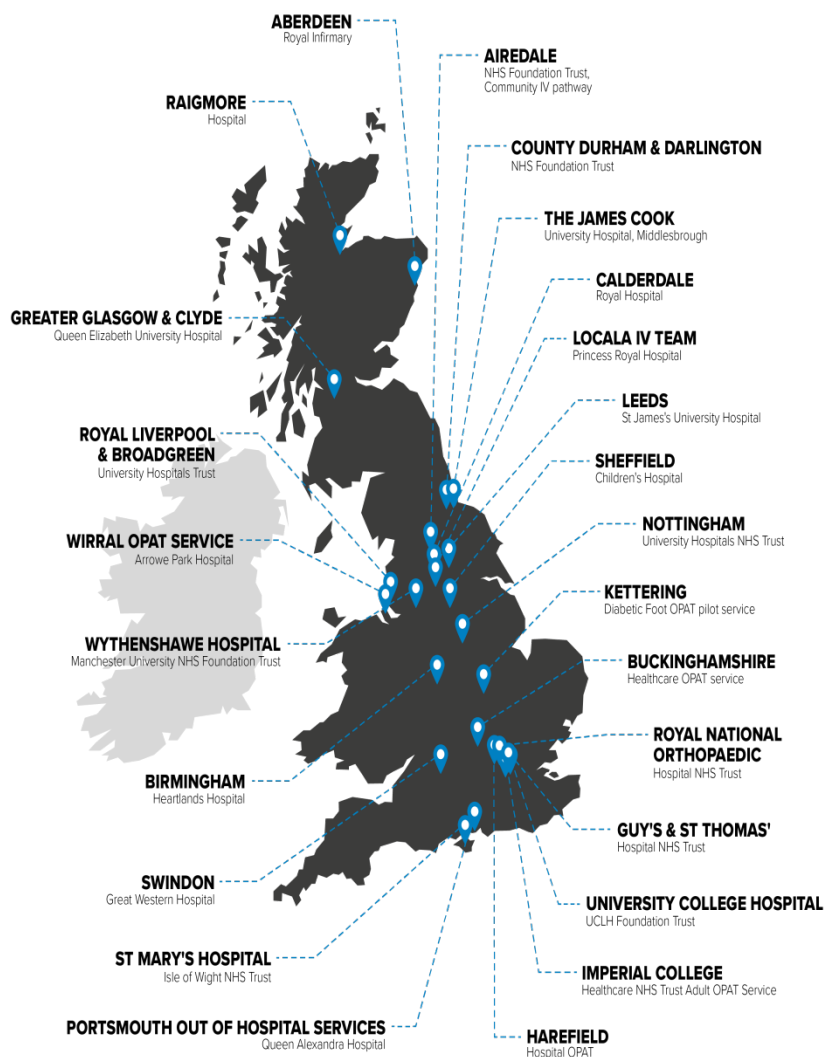 ABERDEEN
Royal Infirmary
AIREDALE
NHS Foundation Trust,
Community IV pathway
RAIGMORE
Hospital
COUNTY DURHAM & DARLINGTON
NHS Foundation Trust
THE JAMES COOK
University Hospital, Middlesbrough
CALDERDALE
Royal Hospital
GREATER GLASGOW & CLYDE
Queen Elizabeth University Hospital
LOCALA IV TEAM
Princess Royal Hospital
LEEDS
St James's University Hospital
ROYAL LIVERPOOL
& BROADGREEN
University Hospitals Trust
SHEFFIELD
Children's Hospital
NOTTINGHAM
University Hospitals NHS Trust
WIRRAL OPAT SERVICE
Arrowe Park Hospital
KETTERING
Diabetic Foot OPAT pilot service
WYTHENSHAWE HOSPITAL
Manchester University NHS Foundation Trust
BUCKINGHAMSHIRE
Healthcare OPAT service
ROYAL NATIONAL
ORTHOPAEDIC
Hospital NHS Trust
BIRMINGHAM
Heartlands Hospital
GUY'S & ST THOMAS'
Hospital NHS Trust
SWINDON
Great Western Hospital
UNIVERSITY COLLEGE HOSPITAL
UCLH Foundation Trust
ST MARY'S HOSPITAL
Isle of Wight NHS Trust
IMPERIAL COLLEGE
Healthcare NHS Trust Adult OPAT Service
PORTSMOUTH OUT OF HOSPITAL SERVICES
Queen Alexandra Hospital
HAREFIELD
Hospital OPAT